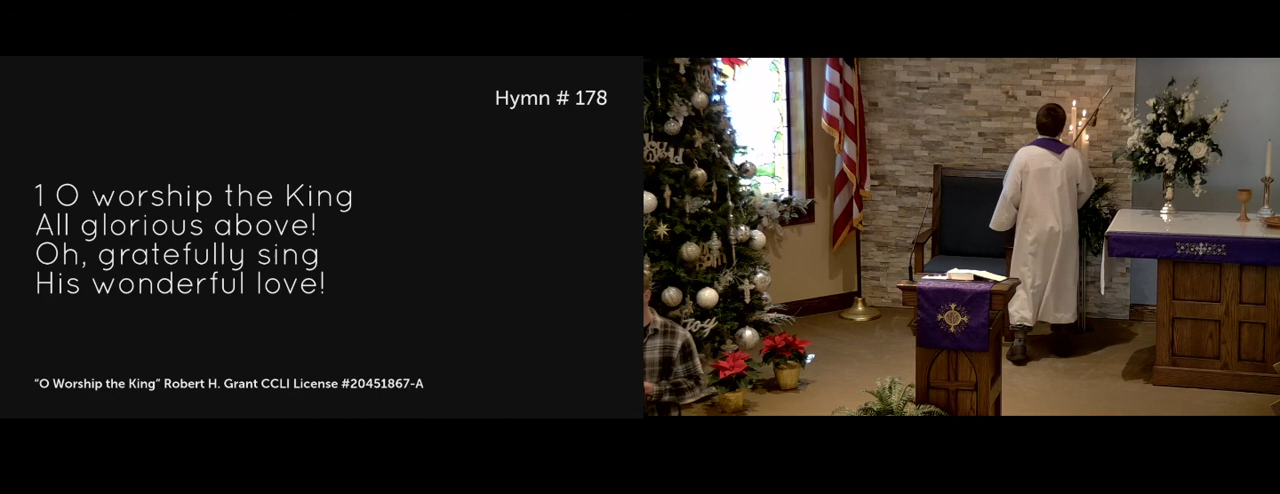 Hymn # 178
1 O worship the King
All glorious above!
Oh, gratefully sing
His wonderful love!
“O Worship the King” Robert H. Grant CCLI License #20451867-A
Joy